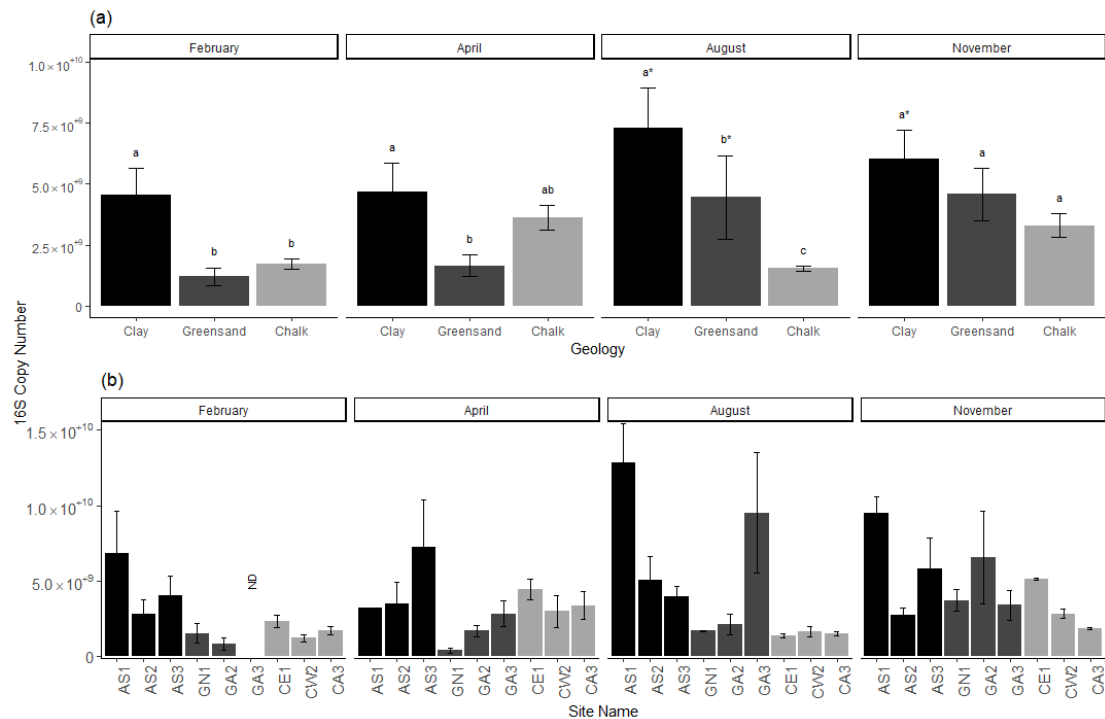 (a)
February April August November
1.0 × 10^+10
7.5 × 10^+9
5.0 × 10^+9
2.5 × 10^+9
0
a b b
a b ab
a* b* c
a* a a
Clay Greensand Chalk Clay Greensand Chalk Clay Greensand Chalk Clay Greensand Chalk
Geology
16S Copy Number
(b)
February April August November
1.5 × 10^+10
1.0 × 10^+10
5.0 × 10^+9
0
ND
AS1 AS2 AS3 GN1 GA2 GA3 CE1 CW2 CA3 AS1 AS2 AS3 GN1 GA2 GA3 CE1 CW2 CA3 AS1 AS2 AS3 GN1 GA2 GA3 CE1 CW2 CA3 AS1 AS2 AS3 GN1 GA2 GA3 CE1 CW2 CA3
Site Name